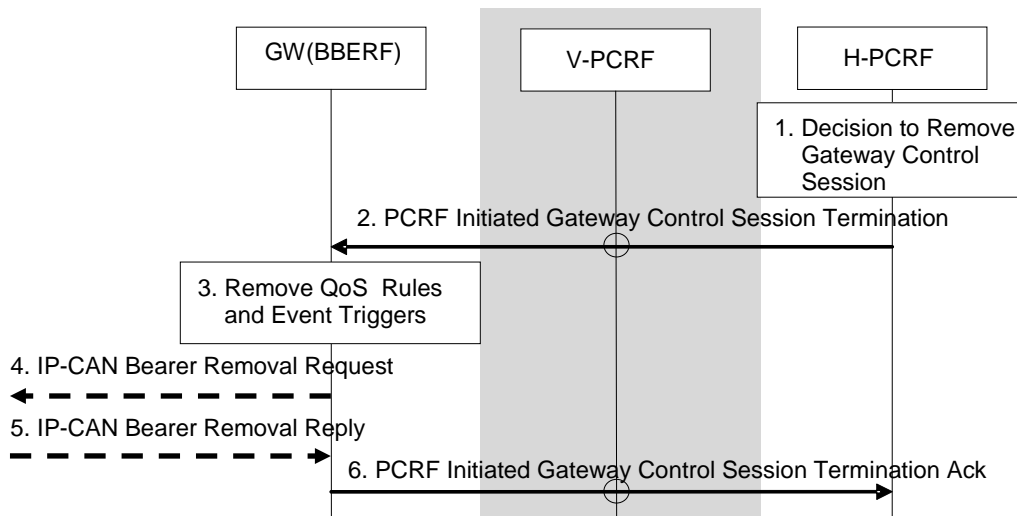 GW(BBERF)
V-PCRF
H-PCRF
1. Decision to Remove
Gateway Control
Session
2. PCRF Initiated Gateway Control Session Termination
3. Remove QoS Rules
and Event Triggers
4. IP-CAN Bearer Removal Request
5. IP-CAN Bearer Removal Reply
6. PCRF Initiated Gateway Control Session Termination Ack